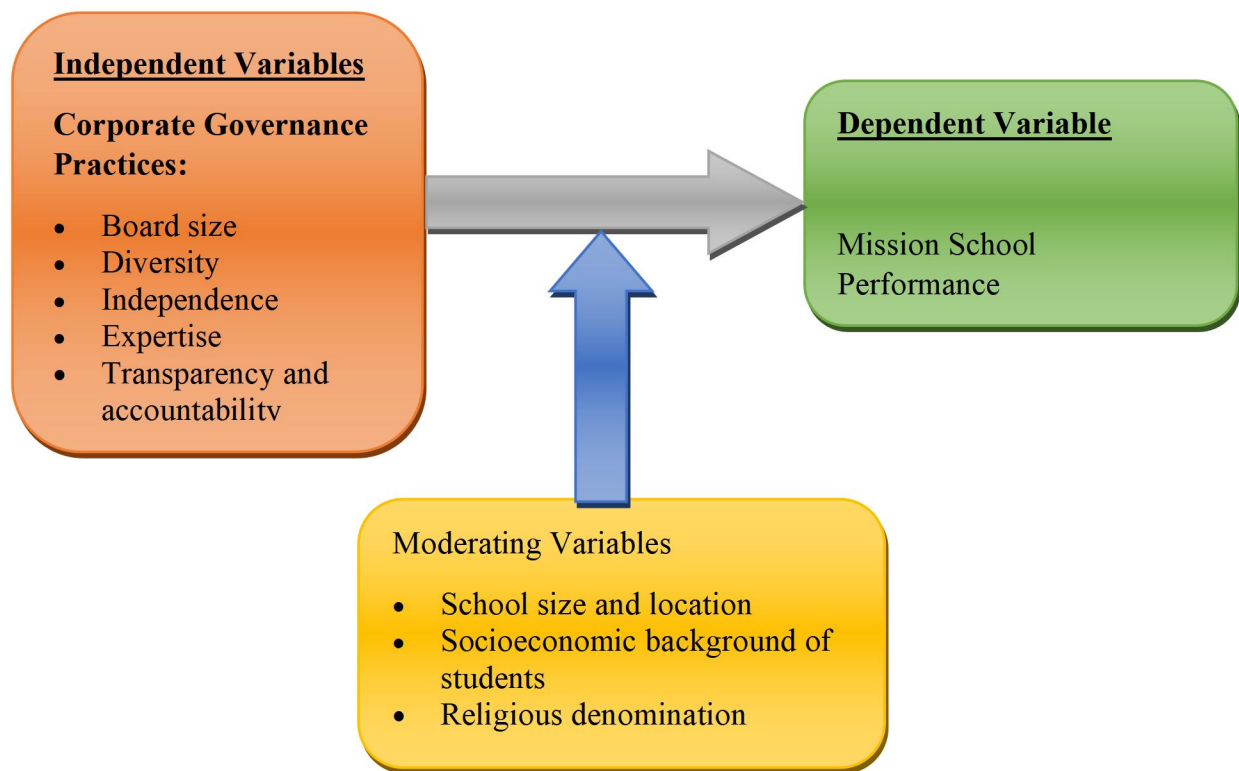 Independent Variables
Corporate Governance
Practices:
• Board size
• Diversity
• Independence
• Expertise
• Transparency and
accountability
Dependent Variable
Mission School
Performance
Moderating Variables
• School size and location
• Socioeconomic background of
students
• Religious denomination